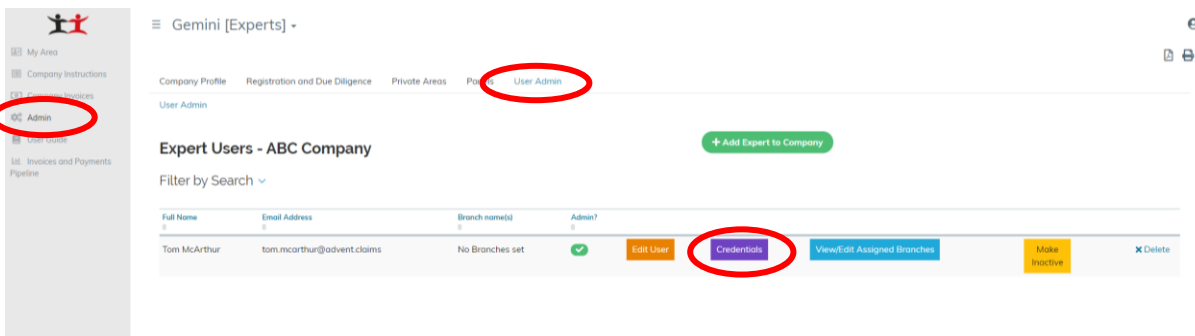 Gemini [Experts]
My Area
Company Instructions
Company Invoices
Admin
User Guide
Invoices and Payments
Pipeline
Company Profile Registration and Due Diligence Private Areas User Admin
User Admin
Expert Users - ABC Company
+ Add Expert to Company
Filter by Search
Full Name Email Address Branch name(s) Admin?
Tom McArthur tom.mcarthur@advent.claims No Branches set Edit User Credentials View/Edit Assigned Branches Make
Inactive
Delete